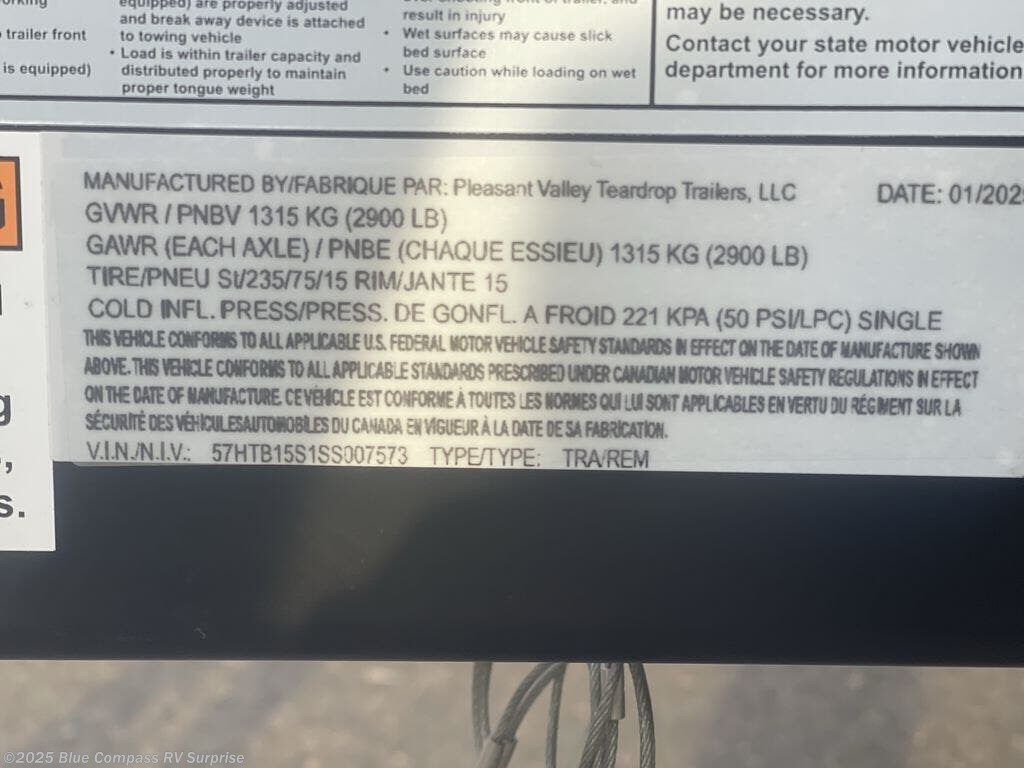 equipped) are properly adjusted
and break away device is attached
to towing vehicle
• Load is within trailer capacity and
distributed properly to maintain
proper tongue weight
trailer front
is equipped)
result in injury
• Wet surfaces may cause slick
bed surface
• Use caution while loading on wet
bed
may be necessary.
Contact your state motor vehicle
department for more information
MANUFACTURED BY/FABRIQUE PAR: Pleasant Valley Teardrop Trailers, LLC DATE: 01/2025
GVWR / PNBV 1315 KG (2900 LB)
GAWR (EACH AXLE) / PNBE (CHAQUE ESSIEU) 1315 KG (2900 LB)
TIRE/PNEU St/235/75/15 RIM/JANTE 15
COLD INFL. PRESS/PRESS. DE GONFL. A FROID 221 KPA (50 PSI/LPC) SINGLE
THIS VEHICLE CONFORMS TO ALL APPLICABLE U.S. FEDERAL MOTOR VEHICLE SAFETY STANDARDS IN EFFECT ON THE DATE OF MANUFACTURE SHOWN
ABOVE. THIS VEHICLE COMFORMS TO ALL APPLICABLE STANDARDS PRESCRIBED UNDER CANADIAN MOTOR VEHICLE SAFETY REGULATIONS IN EFFECT
ON THE DATE OF MANUFACTURE. CE VÉHICLE EST CONFORME À TOUTES LES NORMES QUI LUI SONT APPLICABLES EN VERTU DU RÉGIMENT SUR LA
SÉCURITÉ DES VÉHICULESAUTOMOBILES DU CANADA EN VIGUEUR À LA DATE DE SA FABRICATION.
V.I.N./N.I.V.: 57HTB15S1SS007573 TYPE/TYPE: TRA/REM
©2025 Blue Compass RV Surprise